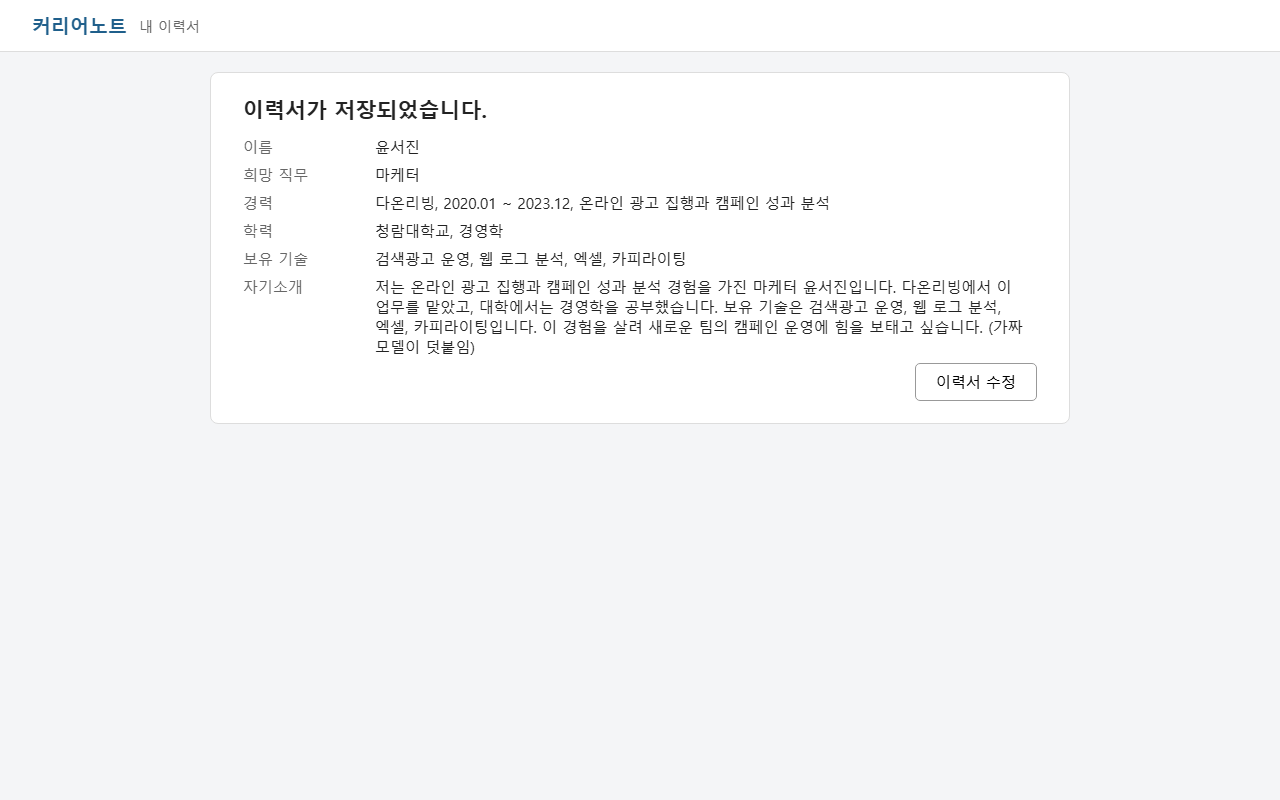 커리어노트 내 이력서
이력서가 저장되었습니다.
이름 윤서진
희망 직무 마케터
경력 다온리빙, 2020.01 ~ 2023.12, 온라인 광고 집행과 캠페인 성과 분석
학력 청람대학교, 경영학
보유 기술 검색광고 운영, 웹 로그 분석, 엑셀, 카피라이팅
자기소개 저는 온라인 광고 집행과 캠페인 성과 분석 경험을 가진 마케터 윤서진입니다. 다온리빙에서 이
업무를 맡았고, 대학에서는 경영학을 공부했습니다. 보유 기술은 검색광고 운영, 웹 로그 분석,
엑셀, 카피라이팅입니다. 이 경험을 살려 새로운 팀의 캠페인 운영에 힘을 보태고 싶습니다. (가짜
모델이 덧붙임)
이력서 수정